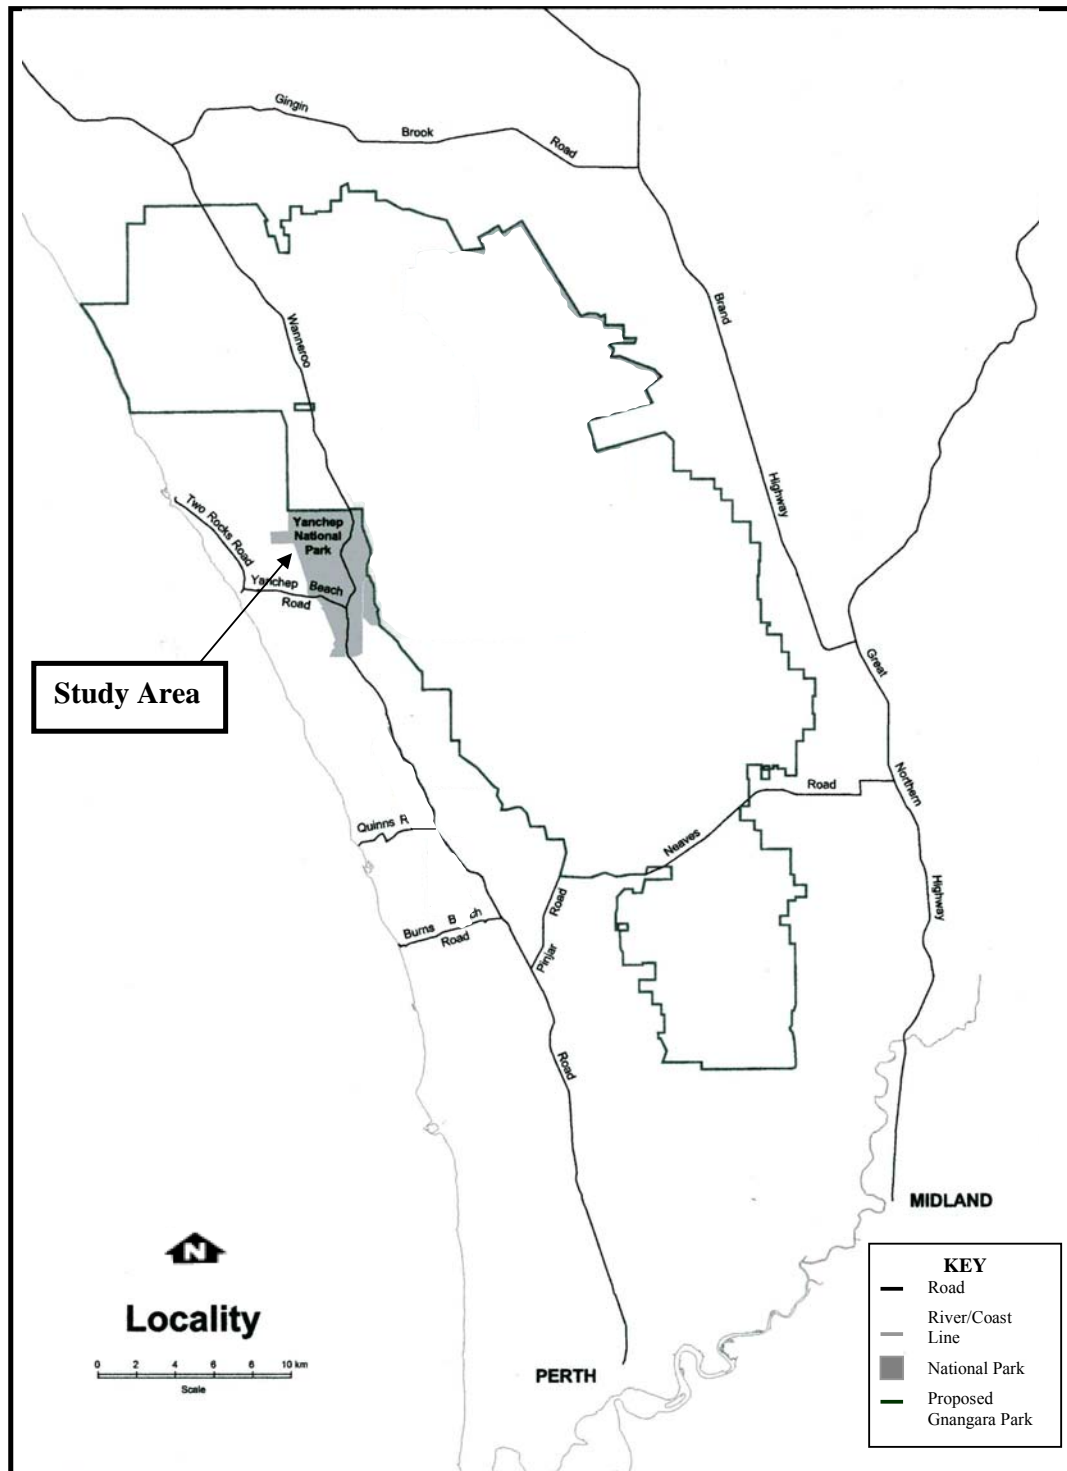 Gingin
Brook
Road
Wanneroo
Brand
Highway
Two Rocks Road
Yanchep
National
Park
Yanchep Beach
Road
Study Area
Great
Northern
Highway
Road
Neaves
Quinns R
Road
Pinjar
Burns B ch
Road
Road
MIDLAND
N
Locality
0 2 4 6 8 10 km
Scale
PERTH
KEY
Road
River/Coast
Line
National Park
Proposed
Gnangara Park